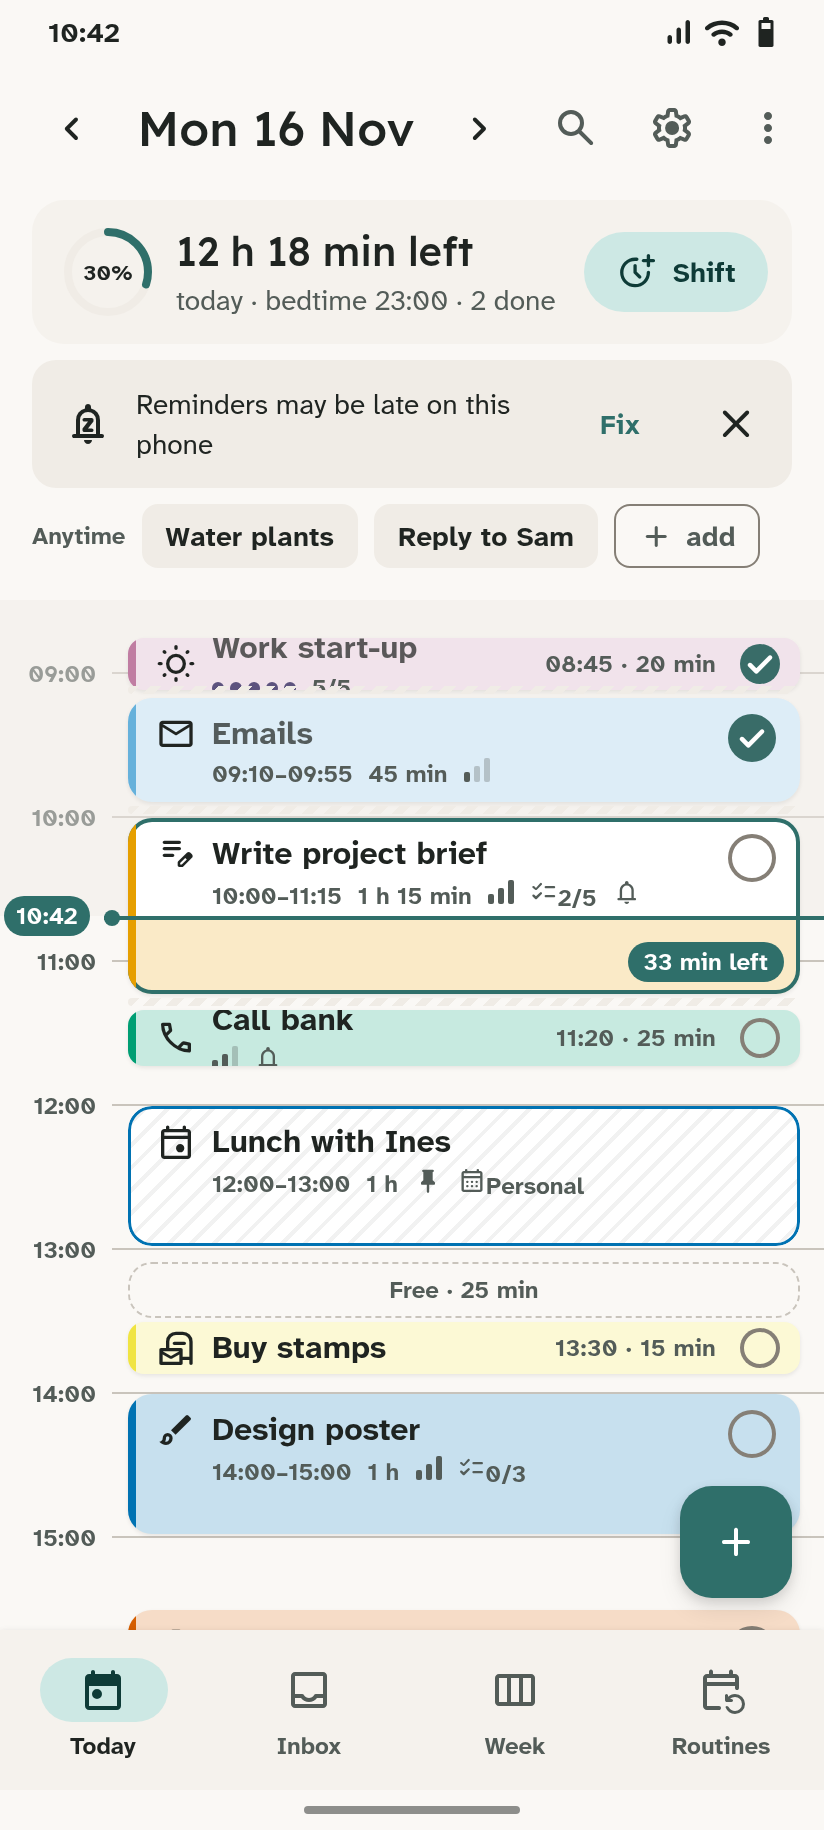 10:42
Mon 16 Nov
30%
12 h 18 min left
today · bedtime 23:00 · 2 done
Shift
Reminders may be late on this
phone
Fix
Anytime
Water plants
Reply to Sam
+ add
09:00
Work start-up
08:45 · 20 min
5/5
Emails
09:10–09:55 45 min
10:00
Write project brief
10:00–11:15 1 h 15 min 2/5
10:42
11:00
33 min left
Call bank
11:20 · 25 min
12:00
Lunch with Ines
12:00–13:00 1 h Personal
13:00
Free · 25 min
Buy stamps
13:30 · 15 min
14:00
Design poster
14:00–15:00 1 h 0/3
15:00
Today
Inbox
Week
Routines